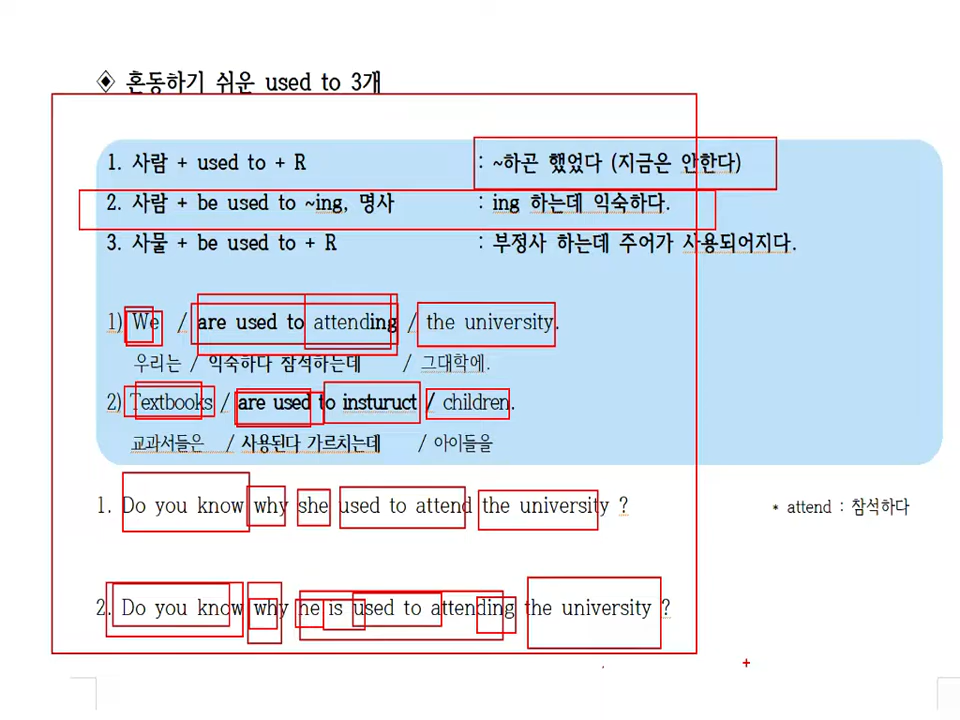 ◈ 혼동하기 쉬운 used to 3개
1. 사람 + used to + R : ~하곤 했었다 (지금은 안한다)
2. 사람 + be used to ~ing, 명사 : ing 하는데 익숙하다.
3. 사물 + be used to + R : 부정사 하는데 주어가 사용되어지다.
1) We / are used to attending / the university.
우리는 / 익숙하다 참석하는데 / 그대학에.
2) Textbooks / are used to insturuct / children.
교과서들은 / 사용된다 가르치는데 / 아이들을
1. Do you know why she used to attend the university ? * attend : 참석하다
2. Do you know why he is used to attending the university ?